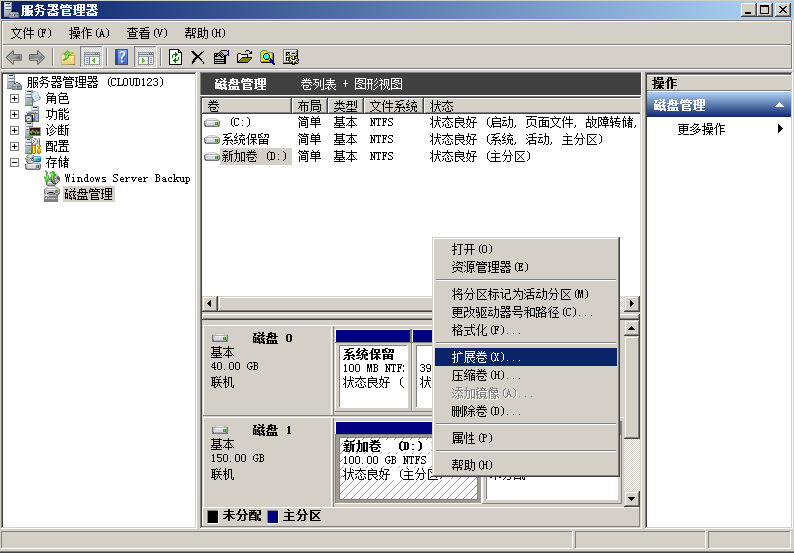 服务器管理器
文件(F) 操作(A) 查看(V) 帮助(H)
服务器管理器 (CLOUD123)
角色
功能
诊断
配置
存储
Windows Server Backup
磁盘管理
磁盘管理 卷列表 + 图形视图
卷 布局 类型 文件系统 状态
(C:) 简单 基本 NTFS 状态良好 (启动, 页面文件, 故障转储,
系统保留 简单 基本 NTFS 状态良好 (系统, 活动, 主分区)
新加卷 (D:) 简单 基本 NTFS 状态良好 (主分区)
打开(O)
资源管理器(E)
将分区标记为活动分区(M)
更改驱动器号和路径(C)...
格式化(F)...
扩展卷(X)...
压缩卷(H)...
添加镜像(A)...
删除卷(D)...
属性(P)
帮助(H)
磁盘 0
基本
40.00 GB
联机
系统保留
100 MB NTF
状态良好 (
39
状
磁盘 1
基本
150.00 GB
联机
新加卷 (D:)
100.00 GB NTFS
状态良好 (主分区
未分配 主分区
操作
磁盘管理
更多操作